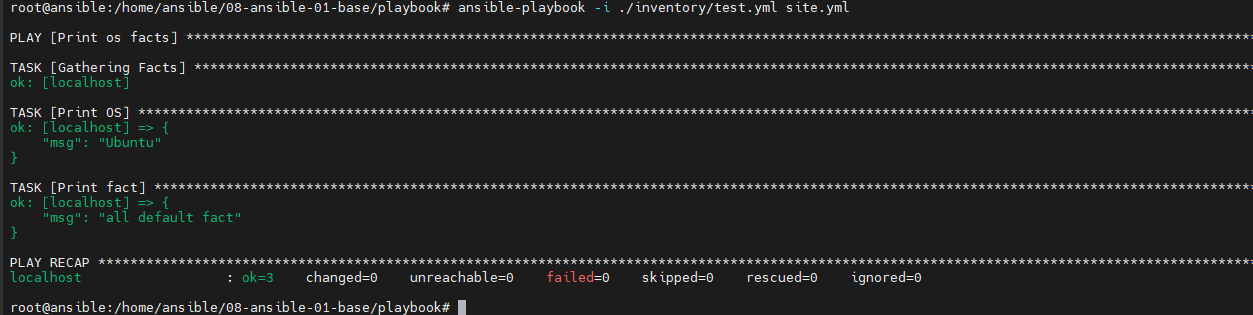 root@ansible:/home/ansible/08-ansible-01-base/playbook# ansible-playbook -i ./inventory/test.yml site.yml
PLAY [Print os facts] *******************************************************************************************************************************************
TASK [Gathering Facts] ******************************************************************************************************************************************
ok: [localhost]
TASK [Print OS] *************************************************************************************************************************************************
ok: [localhost] => {
    "msg": "Ubuntu"
}
TASK [Print fact] ***********************************************************************************************************************************************
ok: [localhost] => {
    "msg": "all default fact"
}
PLAY RECAP ******************************************************************************************************************************************************
localhost                  : ok=3    changed=0    unreachable=0    failed=0    skipped=0    rescued=0    ignored=0
root@ansible:/home/ansible/08-ansible-01-base/playbook#